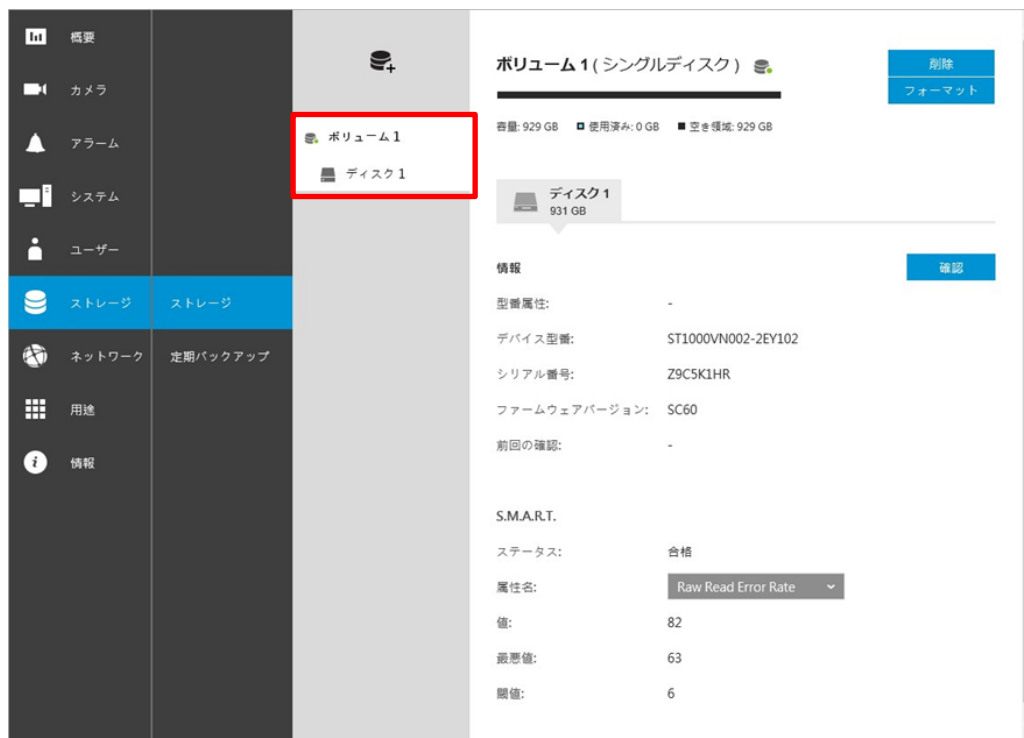 概要
カメラ
アラーム
システム
ユーザー
ストレージ
ネットワーク
用途
情報
ストレージ
定期バックアップ
ボリューム 1
ディスク 1
ボリューム 1 ( シングルディスク )
削除
フォーマット
容量: 929 GB 使用済み: 0 GB 空き領域: 929 GB
ディスク 1
931 GB
情報
確認
型番属性: -
デバイス型番: ST1000VN002-2EY102
シリアル番号: Z9C5K1HR
ファームウェアバージョン: SC60
前回の確認: -
S.M.A.R.T.
ステータス: 合格
属性名: Raw Read Error Rate
値: 82
最悪値: 63
閾値: 6